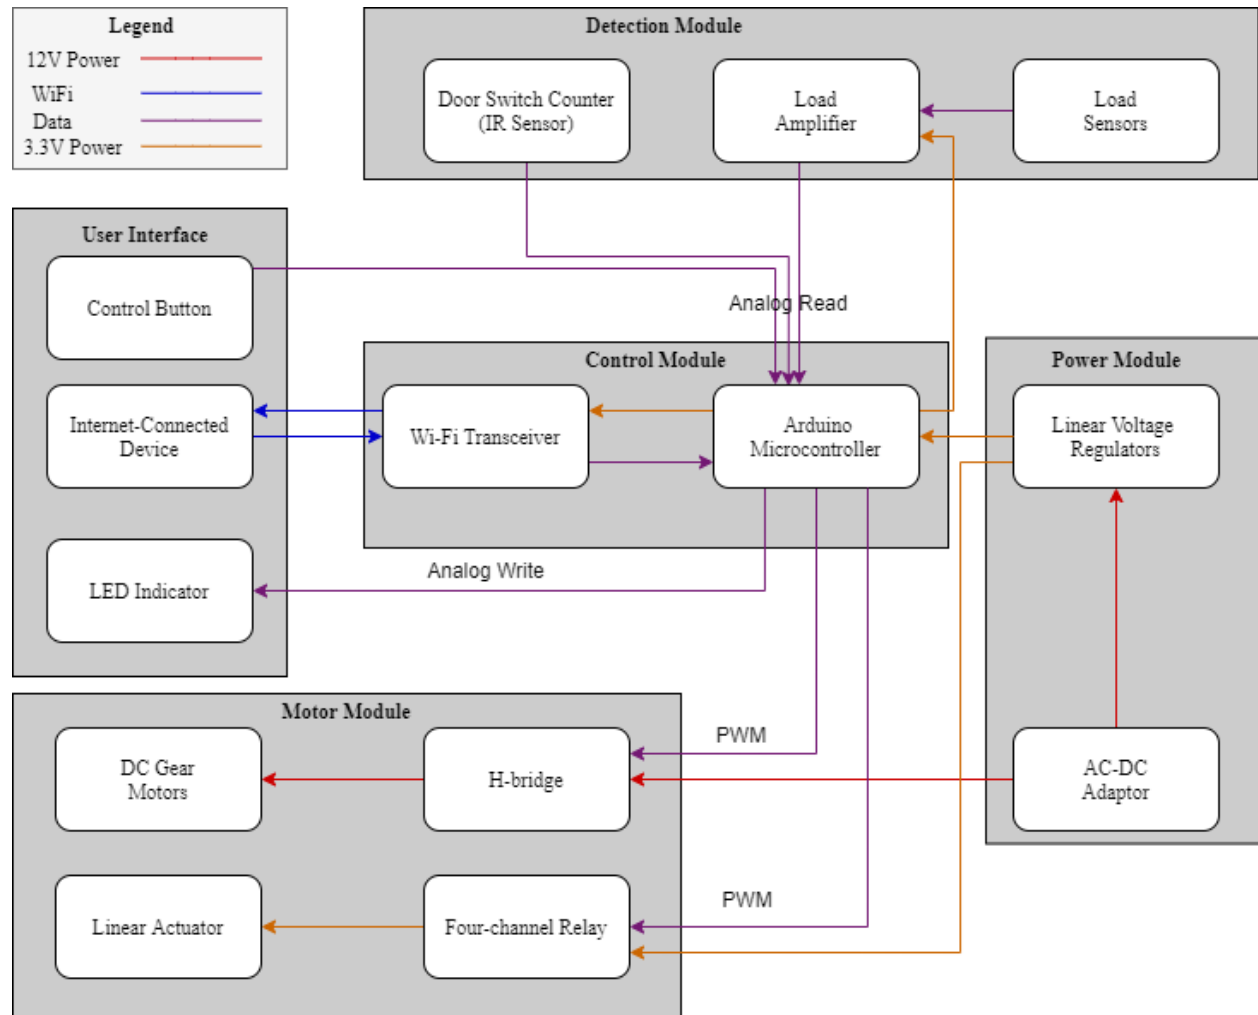 Legend
12V Power
WiFi
Data
3.3V Power
Detection Module
Door Switch Counter
(IR Sensor)
Load
Amplifier
Load
Sensors
User Interface
Control Button
Internet-Connected
Device
LED Indicator
Analog Read
Control Module
Wi-Fi Transceiver
Arduino
Microcontroller
Power Module
Linear Voltage
Regulators
AC-DC
Adaptor
Analog Write
Motor Module
DC Gear
Motors
H-bridge
PWM
Linear Actuator
Four-channel Relay
PWM